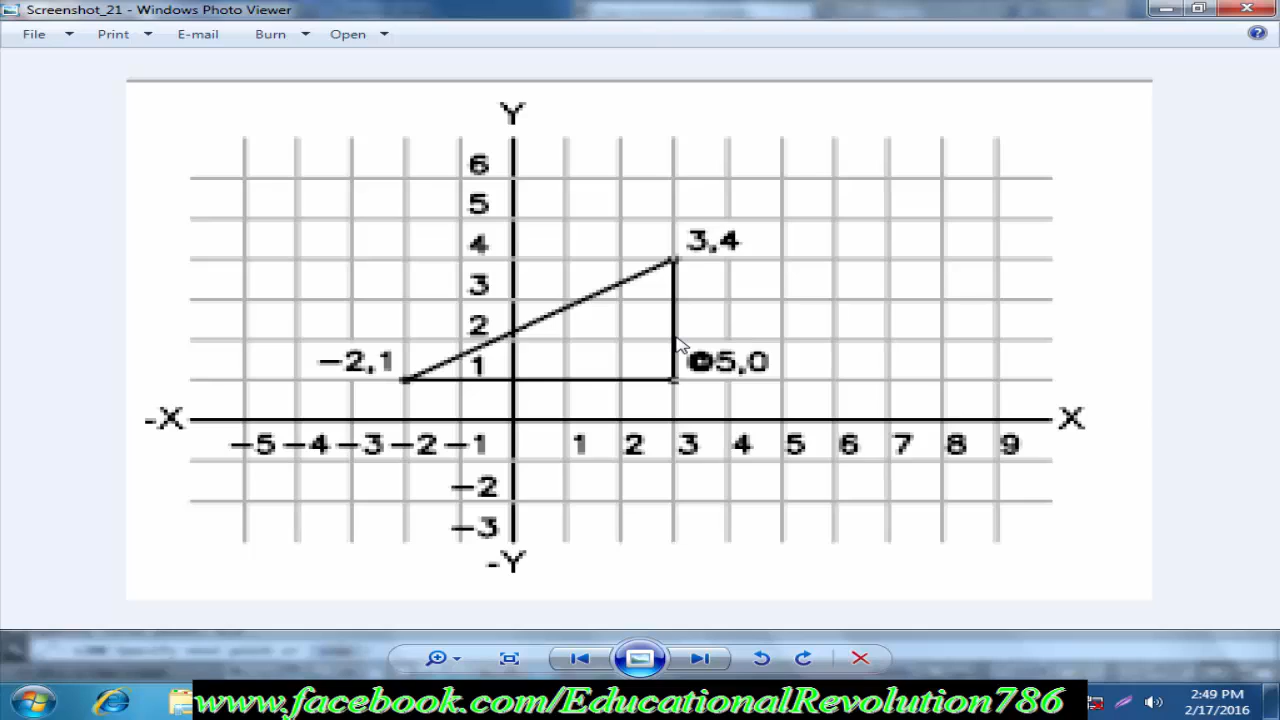 Screenshot_21 - Windows Photo Viewer
File Print E-mail Burn Open
Y
6
5
4
3,4
3
2
-2,1
1
@5,0
-X
X
-5 -4 -3 -2 -1 1 2 3 4 5 6 7 8 9
-2
-3
-Y
2:49 PM
www.facebook.com/EducationalRevolution786
2/17/2016